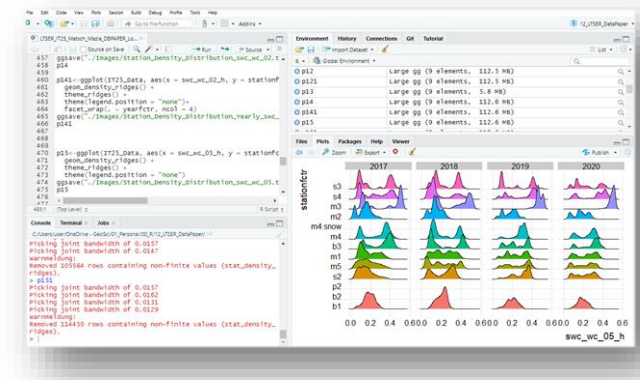 File Edit Code View Plots Session Build Debug Profile Tools Help
Go to file/function
Addins
12_LTSER_DataPaper
LTSER_IT25_Matsch_Mazia_DBPAPER_Lo...
Source on Save
Run
Source
457 ggsave("./Images/Station_Density_Distribution_swc_wc_02.t
458 p14
459
460 p141<-ggplot(IT25_Data, aes(x = swc_wc_02_h, y = stationfc
461 geom_density_ridges() +
462 theme_ridges() +
463 theme(legend.position = "none")+
464 facet_wrap(. ~ yearfctr, ncol = 4)
465 ggsave("./Images/Station_Density_Distribution_Yearly_swc_
466 p141
467
468
469
470 p15<-ggplot(IT25_Data, aes(x = swc_wc_05_h, y = stationfc
471 geom_density_ridges() +
472 theme_ridges() +
473 theme(legend.position = "none")
474 ggsave("./Images/Station_Density_Distribution_swc_wc_05.t
475 p15
476
(Top Level)
R Script
Console Terminal Jobs
Picking joint bandwidth of 0.0157
Picking joint bandwidth of 0.0147
Warnmeldung:
Removed 105564 rows containing non-finite values (stat_density_
ridges).
> p151
Picking joint bandwidth of 0.0157
Picking joint bandwidth of 0.0162
Picking joint bandwidth of 0.0131
Picking joint bandwidth of 0.0129
Warnmeldung:
Removed 114450 rows containing non-finite values (stat_density_
ridges).
>
Environment History Connections Git Tutorial
Import Dataset
List
R Global Environment
p12 Large gg (9 elements, 112.5 MB)
p121 Large gg (9 elements, 112.5 MB)
p13 Large gg (9 elements, 5.8 MB)
p14 Large gg (9 elements, 112.6 MB)
p141 Large gg (9 elements, 112.6 MB)
p15 Large gg (9 elements, 112.6 MB)
Files Plots Packages Help Viewer
Zoom Export Publish
2017 2018 2019 2020
stationfctr
s3
s4
m3
m2
m4 snow
m4
b3
m1
m5
s2
p2
b2
b1
0.0 0.2 0.4 0.6 0.0 0.2 0.4 0.6 0.0 0.2 0.4 0.6 0.0 0.2 0.4 0.6
swc_wc_05_h